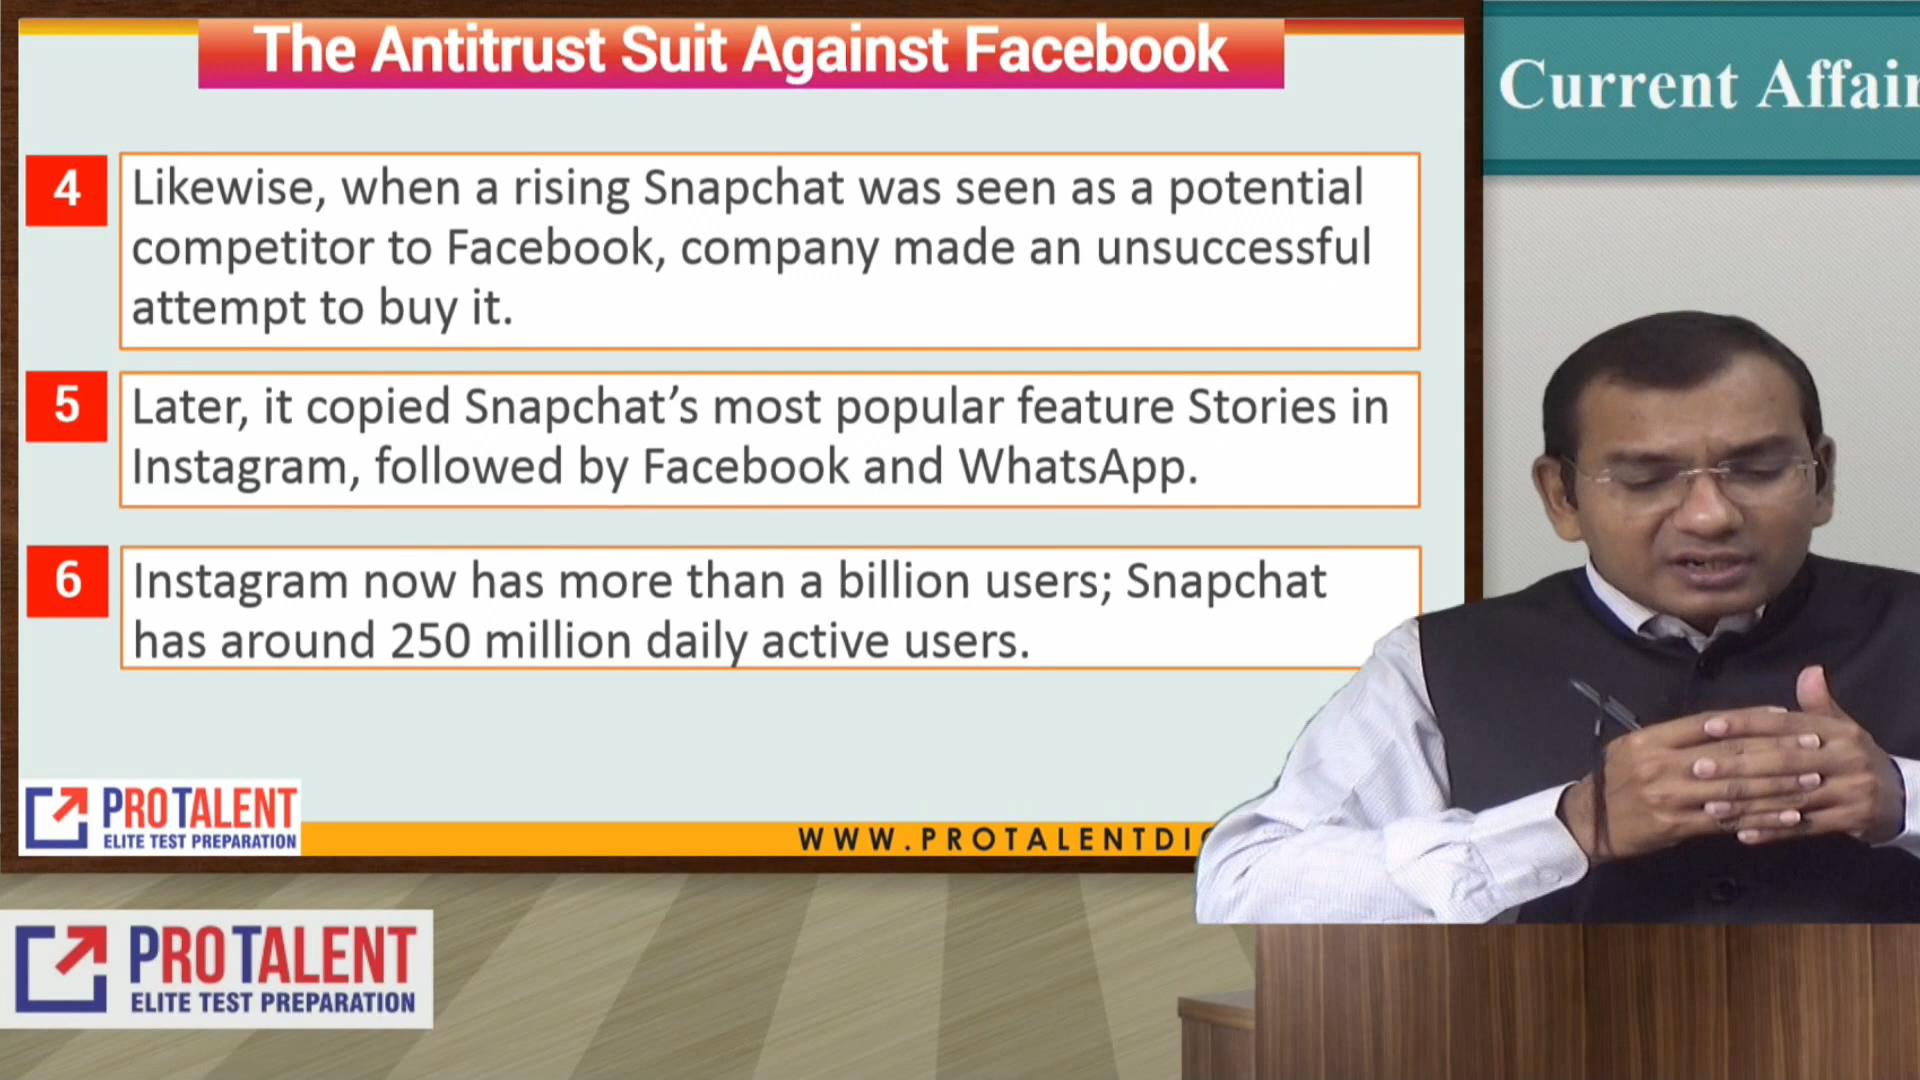 The Antitrust Suit Against Facebook
Current Affair
4
Likewise, when a rising Snapchat was seen as a potential
competitor to Facebook, company made an unsuccessful
attempt to buy it.
5
Later, it copied Snapchat’s most popular feature Stories in
Instagram, followed by Facebook and WhatsApp.
6
Instagram now has more than a billion users; Snapchat
has around 250 million daily active users.
PROTALENT
ELITE TEST PREPARATION
WWW.PROTALENTDI
PROTALENT
ELITE TEST PREPARATION